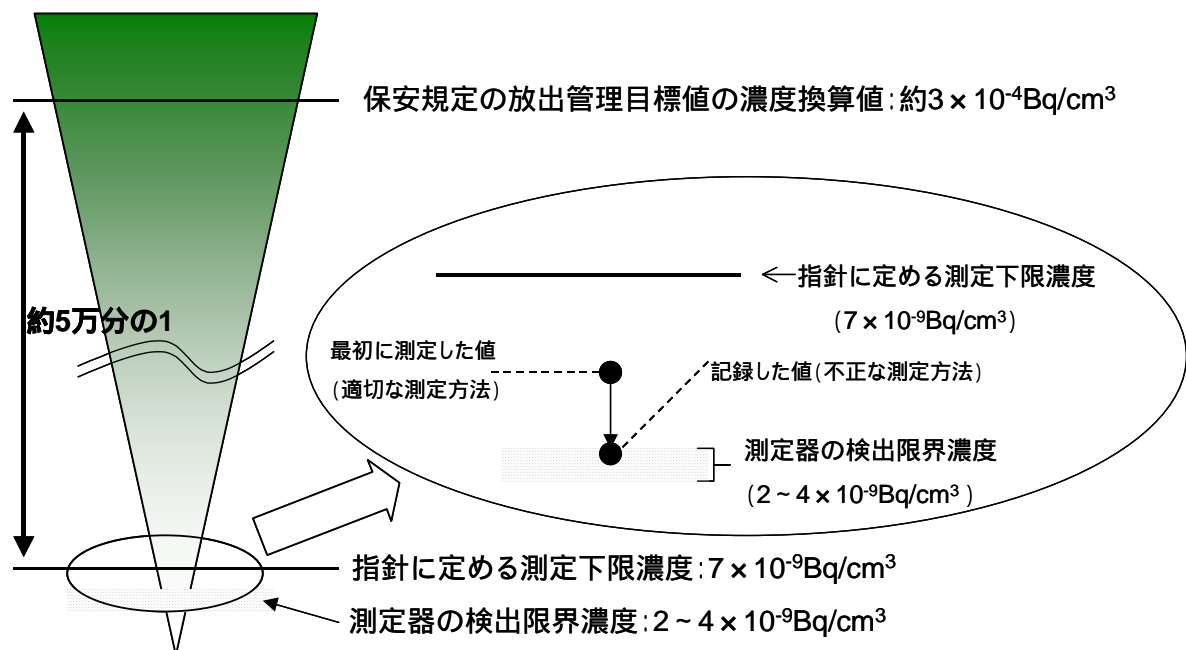 保安規定の放出管理目標値の濃度換算値:約3×10-4Bq/cm3
約5万分の1
指針に定める測定下限濃度
(7×10-9Bq/cm3)
最初に測定した値
(適切な測定方法)
記録した値(不正な測定方法)
測定器の検出限界濃度
(2~4×10-9Bq/cm3)
指針に定める測定下限濃度:7×10-9Bq/cm3
測定器の検出限界濃度:2~4×10-9Bq/cm3